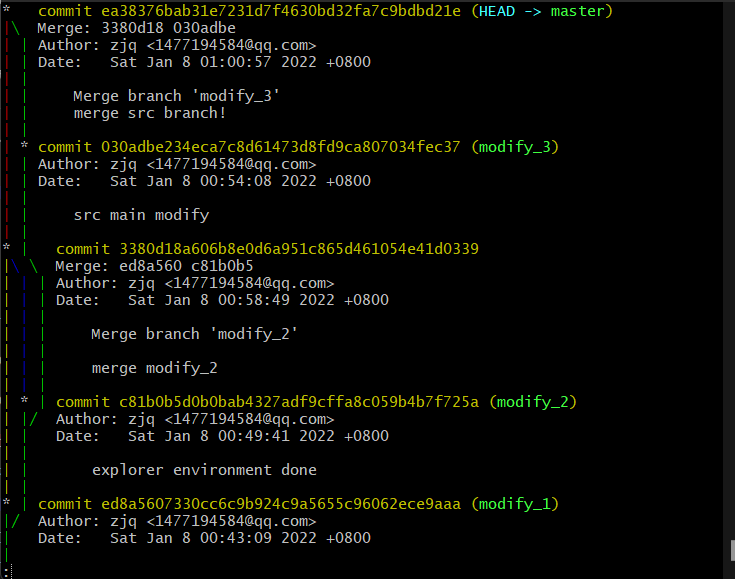 *   commit ea38376bab31e7231d7f4630bd32fa7c9bdbd21e (HEAD -> master)
|\  Merge: 3380d18 030adbe
| | Author: zjq <1477194584@qq.com>
| | Date:   Sat Jan 8 01:00:57 2022 +0800
| |
| |     Merge branch 'modify_3'
| |     merge src branch!
| |
| * commit 030adbe234eca7c8d61473d8fd9ca807034fec37 (modify_3)
| | Author: zjq <1477194584@qq.com>
| | Date:   Sat Jan 8 00:54:08 2022 +0800
| |
| |     src main modify
| |
* |   commit 3380d18a606b8e0d6a951c865d461054e41d0339
|\ \  Merge: ed8a560 c81b0b5
| | | Author: zjq <1477194584@qq.com>
| | | Date:   Sat Jan 8 00:58:49 2022 +0800
| | |
| | |     Merge branch 'modify_2'
| | |
| | |     merge modify_2
| | |
| * | commit c81b0b5d0b0bab4327adf9cffa8c059b4b7f725a (modify_2)
| |/  Author: zjq <1477194584@qq.com>
| |   Date:   Sat Jan 8 00:49:41 2022 +0800
| |
| |       explorer environment done
| |
* | commit ed8a5607330cc6c9b924c9a5655c96062ece9aaa (modify_1)
|/  Author: zjq <1477194584@qq.com>
|   Date:   Sat Jan 8 00:43:09 2022 +0800
|
: